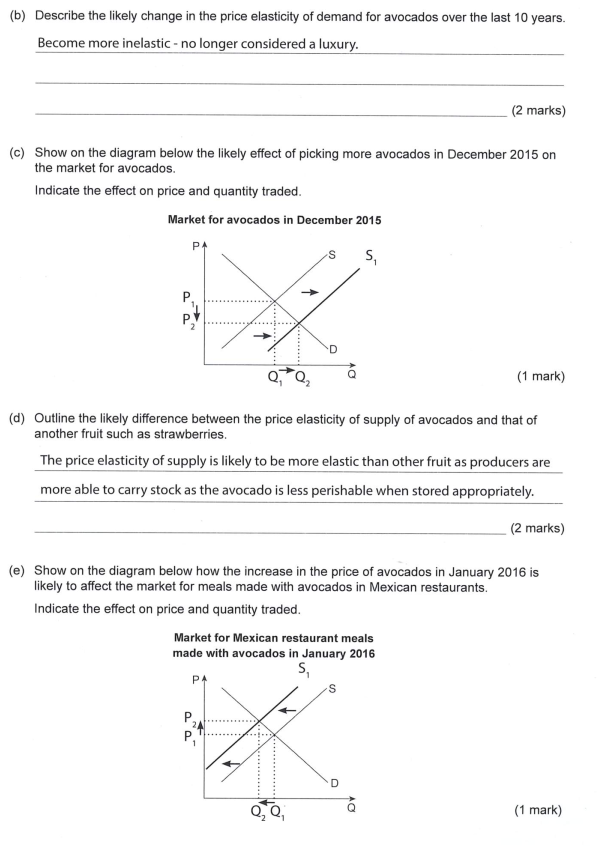 (b) Describe the likely change in the price elasticity of demand for avocados over the last 10 years.
Become more inelastic - no longer considered a luxury.
(2 marks)
(c) Show on the diagram below the likely effect of picking more avocados in December 2015 on
the market for avocados.
Indicate the effect on price and quantity traded.
Market for avocados in December 2015
P
S
S1
P1
P2
D
Q1 Q2
Q
(1 mark)
(d) Outline the likely difference between the price elasticity of supply of avocados and that of
another fruit such as strawberries.
The price elasticity of supply is likely to be more elastic than other fruit as producers are
more able to carry stock as the avocado is less perishable when stored appropriately.
(2 marks)
(e) Show on the diagram below how the increase in the price of avocados in January 2016 is
likely to affect the market for meals made with avocados in Mexican restaurants.
Indicate the effect on price and quantity traded.
Market for Mexican restaurant meals
made with avocados in January 2016
S1
P
S
P2
P1
D
Q2 Q1
Q
(1 mark)